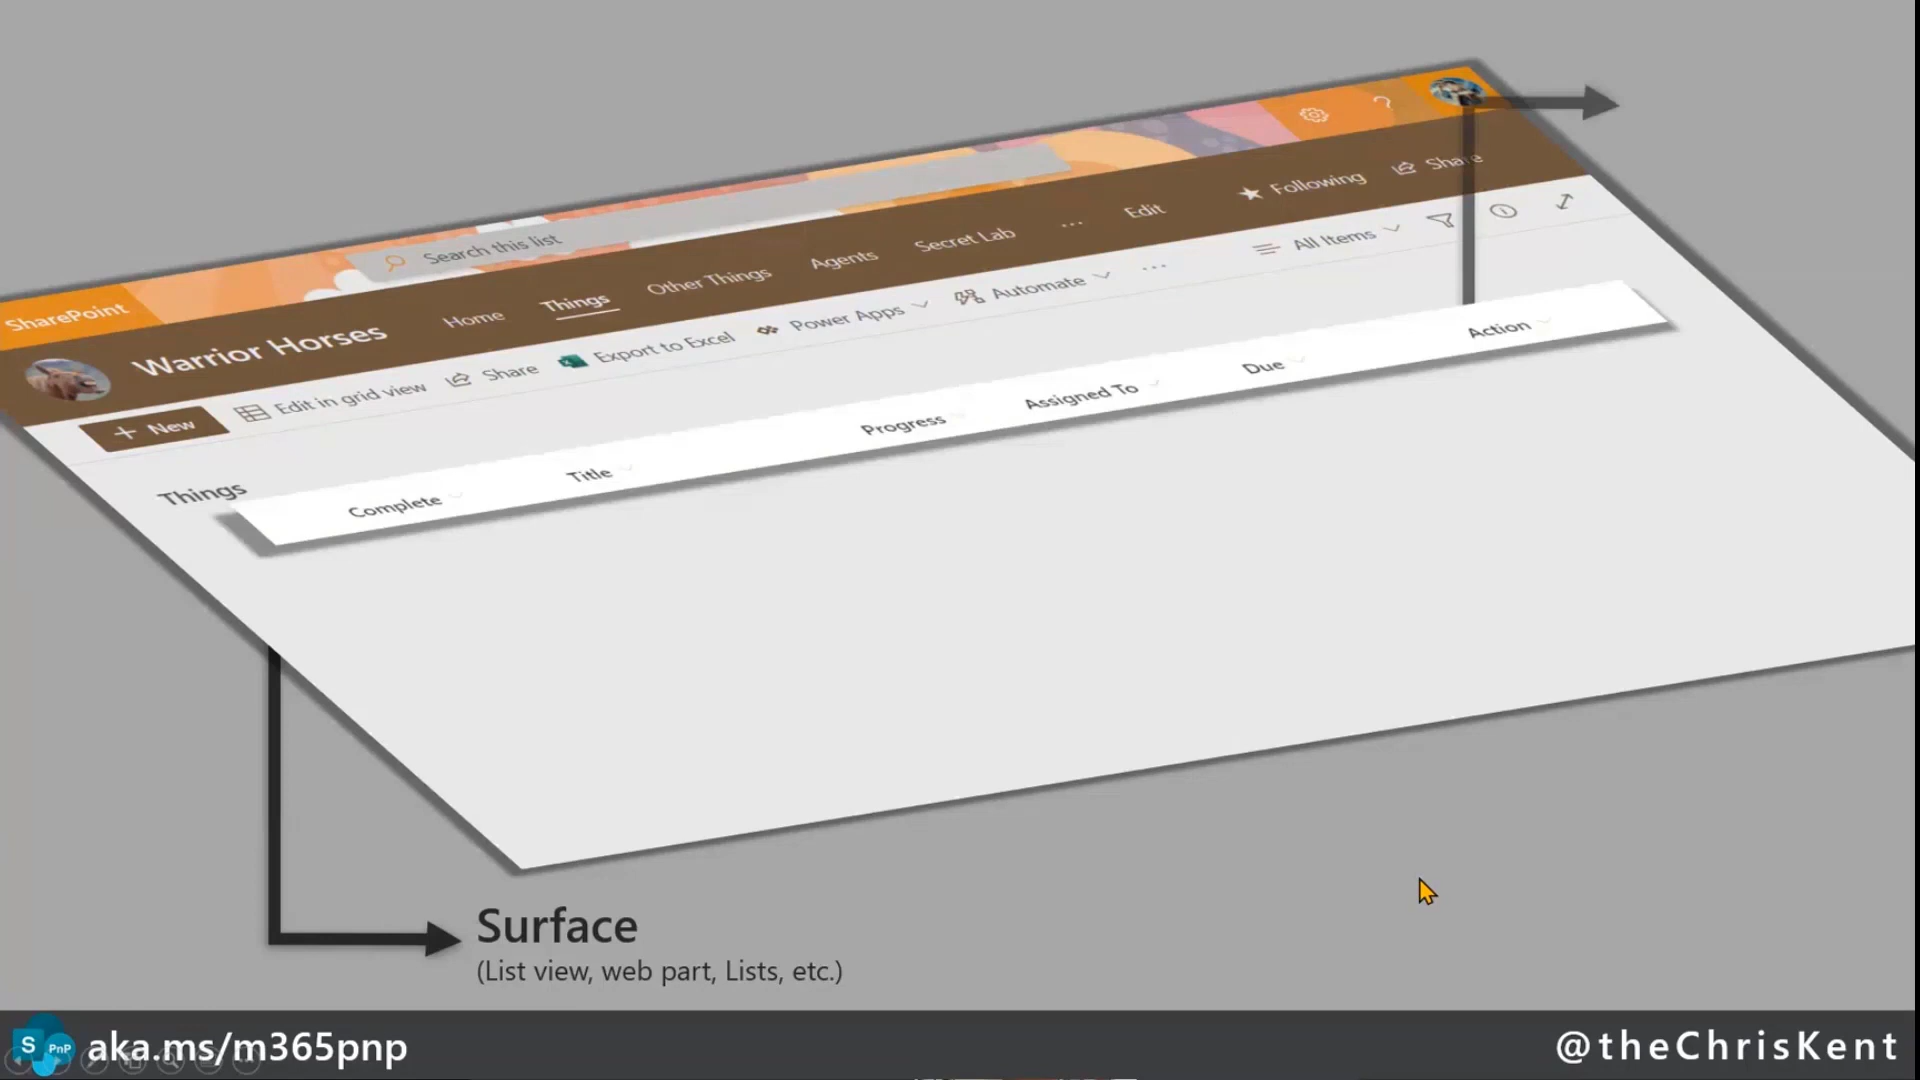 SharePoint
Search this list
Warrior Horses
Home
Things
Other Things
Agents
Secret Lab
...
Edit
Following
Share
+ New
Edit in grid view
Share
Export to Excel
Power Apps
Automate
...
All Items
Things
Complete
Title
Progress
Assigned To
Due
Action
Surface
(List view, web part, Lists, etc.)
S PnP aka.ms/m365pnp
@theChrisKent